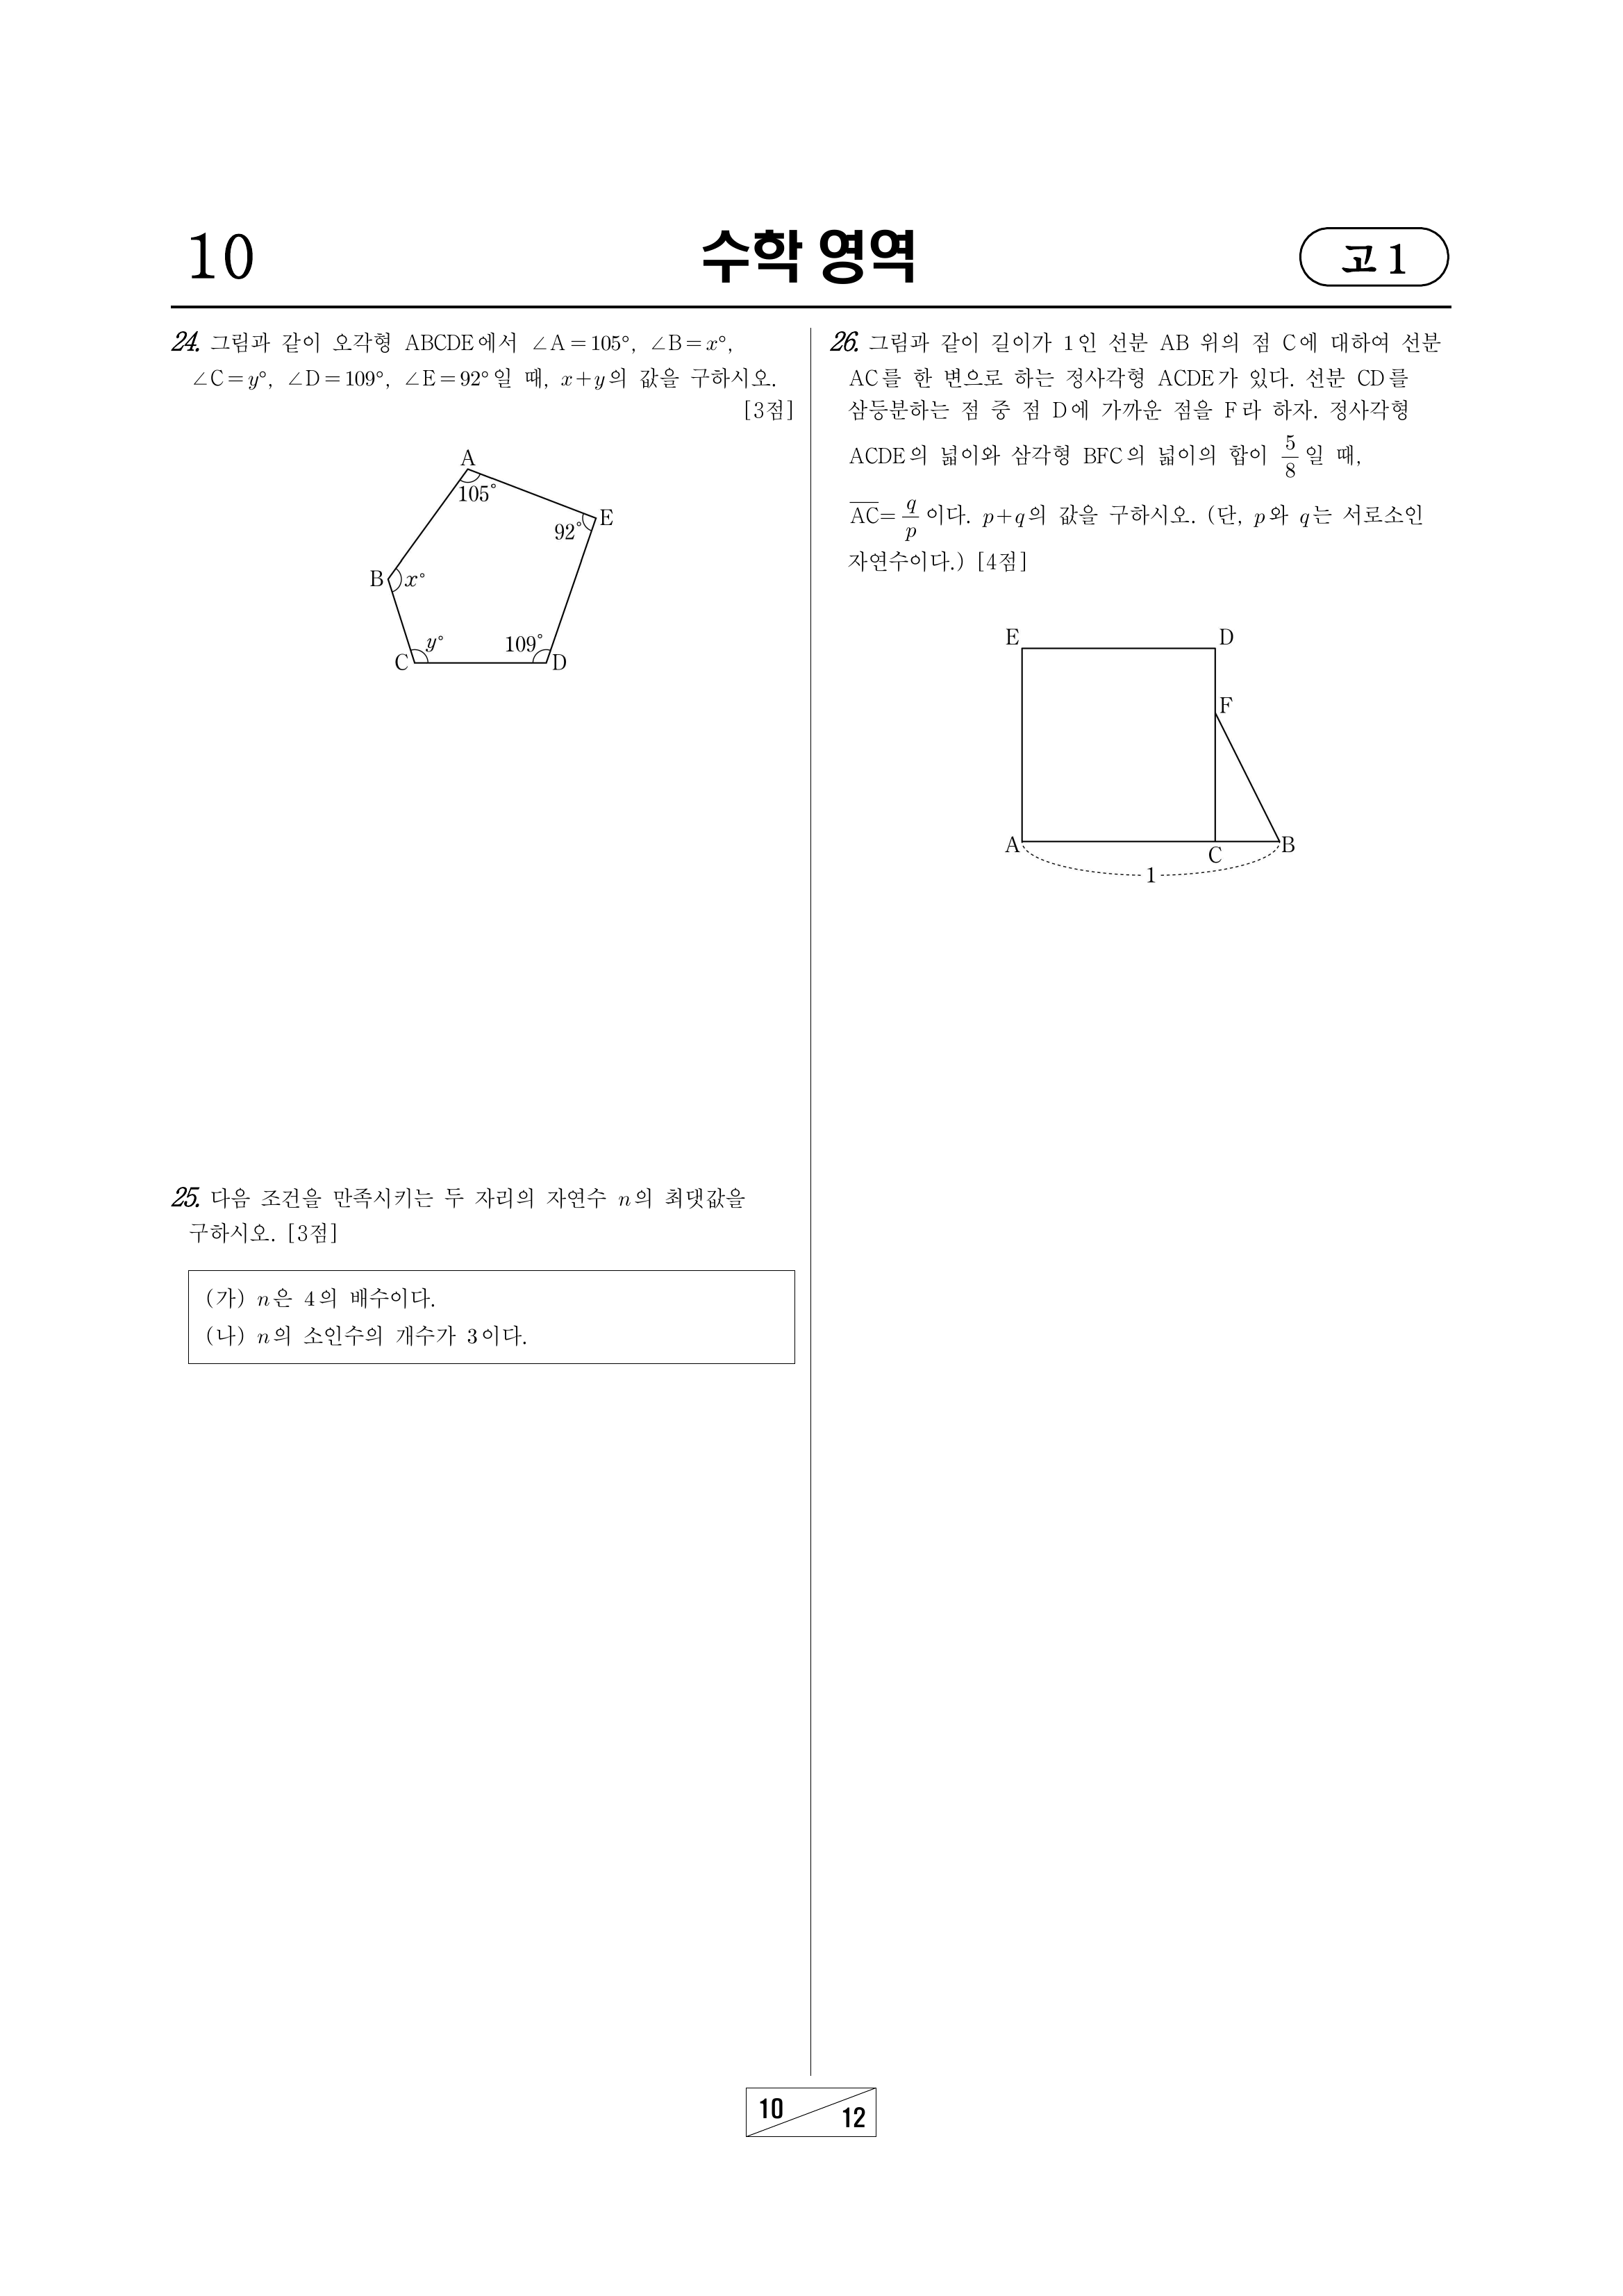 10
수학 영역
고 1
24. 그림과 같이 오각형 ABCDE에서 ∠A=105°, ∠B=x°,
∠C=y°, ∠D=109°, ∠E=92°일 때, x+y의 값을 구하시오.
[3점]
A
105°
E
92°
B
x°
y°
109°
C
D
25. 다음 조건을 만족시키는 두 자리의 자연수 n의 최댓값을
구하시오. [3점]
(가) n은 4의 배수이다.
(나) n의 소인수의 개수가 3이다.
26. 그림과 같이 길이가 1인 선분 AB 위의 점 C에 대하여 선분
AC를 한 변으로 하는 정사각형 ACDE가 있다. 선분 CD를
삼등분하는 점 중 점 D에 가까운 점을 F라 하자. 정사각형
ACDE의 넓이와 삼각형 BFC의 넓이의 합이 5/8일 때,
A̅C̅=q/p이다. p+q의 값을 구하시오. (단, p와 q는 서로소인
자연수이다.) [4점]
E
D
F
A
C
B
1
10
12